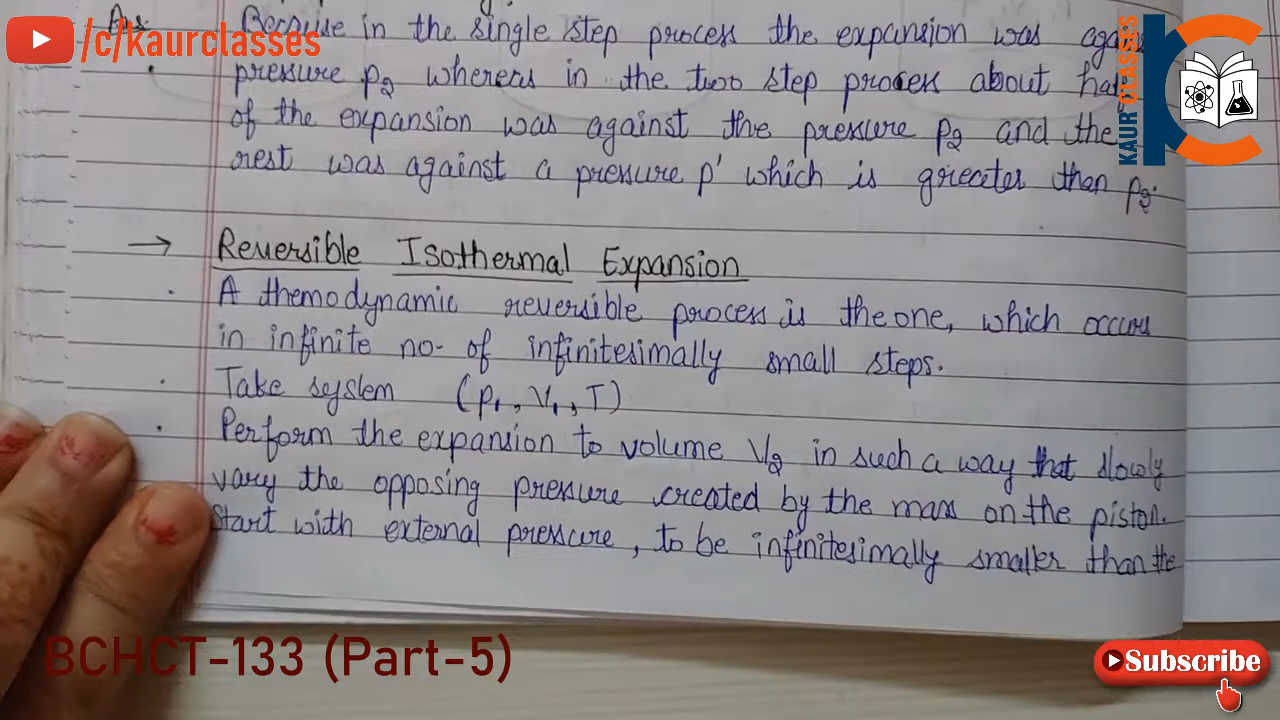 Ans. Because in the single step process the expansion was
pressure p2 whereas in the two step process about
of the expansion was against the pressure p2 and the
rest was against a pressure p' which is greater then p2.
→ Reversible Isothermal Expansion
A themodynamic reversible process is the one, which occurs
in infinite no. of infinitesimally small steps.
Take system (p1, V1, T)
Perform the expansion to volume V2 in such a way that slowly
vary the opposing pressure created by the mass on the piston.
Start with external pressure, to be infinitesimally smaller than the
/c/kaurclasses
KAUR CLASSES
BCHCT-133 (Part-5)
Subscribe